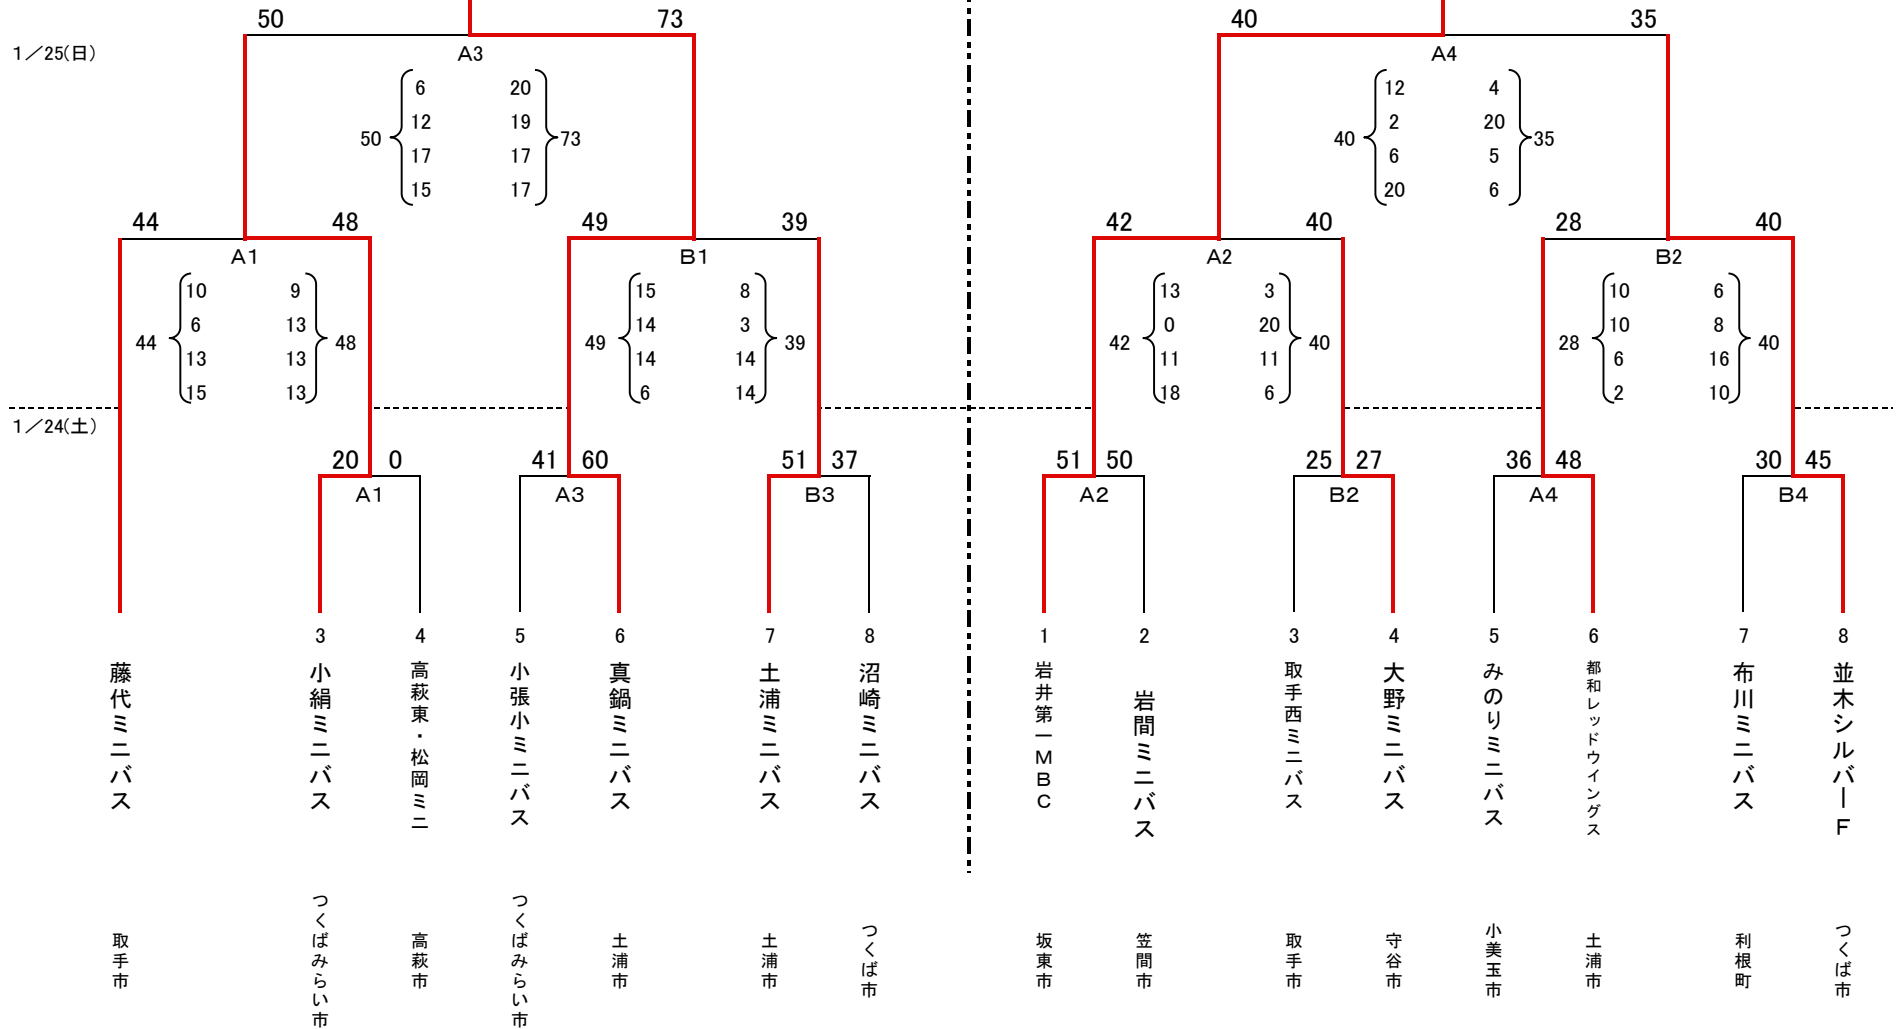 50 73 40 35
1／25(日)
A3 A4
6 20 12 4
12 19 2 20
50 73 40 35
17 17 6 5
15 17 20 6
44 48 49 39 42 40 28 40
A1 B1 A2 B2
10 9 15 8 13 3 10 6
6 13 14 3 0 20 10 8
44 48 49 39 42 40 28 40
13 13 14 14 11 11 6 16
15 13 6 14 18 6 2 10
1／24(土)
20 0 41 60 51 37 51 50 25 27 36 48 30 45
A1 A3 B3 A2 B2 A4 B4
3 4 5 6 7 8 1 2 3 4 5 6 7 8
藤代ミニバス
小絹ミニバス
高萩東・松岡ミニ
小張小ミニバス
真鍋ミニバス
土浦ミニバス
沼崎ミニバス
岩井第一MBC
岩間ミニバス
取手西ミニバス
大野ミニバス
みのりミニバス
都和レッドウイングス
布川ミニバス
並木シルバーF
取手市
つくばみらい市
高萩市
つくばみらい市
土浦市
土浦市
つくば市
坂東市
笠間市
取手市
守谷市
小美玉市
土浦市
利根町
つくば市